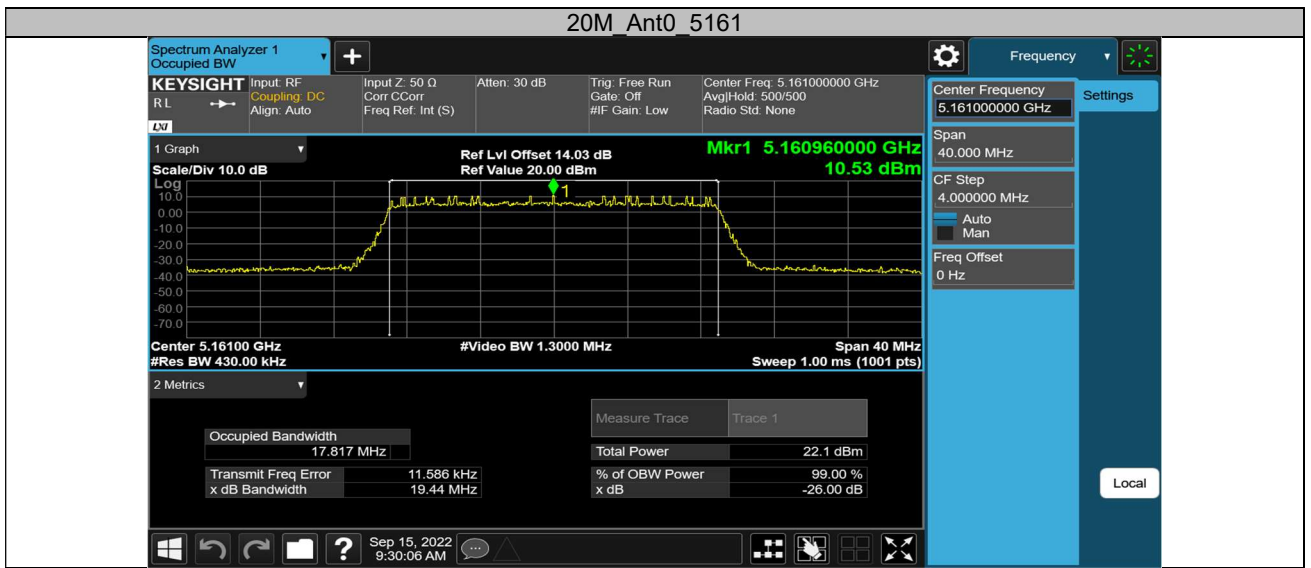 20M_Ant0_5161
Spectrum Analyzer 1
Occupied BW
Frequency
KEYSIGHT
R L
LXI
Input: RF
Coupling: DC
Align: Auto
Input Z: 50 Ω
Corr CCorr
Freq Ref: Int (S)
Atten: 30 dB
Trig: Free Run
Gate: Off
#IF Gain: Low
Center Freq: 5.161000000 GHz
Avg|Hold: 500/500
Radio Std: None
Center Frequency
5.161000000 GHz
Settings
Span
40.000 MHz
CF Step
4.000000 MHz
Auto
Man
Freq Offset
0 Hz
1 Graph
Scale/Div 10.0 dB
Ref Lvl Offset 14.03 dB
Ref Value 20.00 dBm
Mkr1 5.160960000 GHz
10.53 dBm
Log
1
10.0
0.00
-10.0
-20.0
-30.0
-40.0
-50.0
-60.0
-70.0
Center 5.16100 GHz
#Res BW 430.00 kHz
#Video BW 1.3000 MHz
Span 40 MHz
Sweep 1.00 ms (1001 pts)
2 Metrics
Measure Trace Trace 1
Occupied Bandwidth
17.817 MHz
Total Power 22.1 dBm
Transmit Freq Error 11.586 kHz
% of OBW Power 99.00 %
x dB Bandwidth 19.44 MHz
x dB -26.00 dB
Local
?
Sep 15, 2022
9:30:06 AM